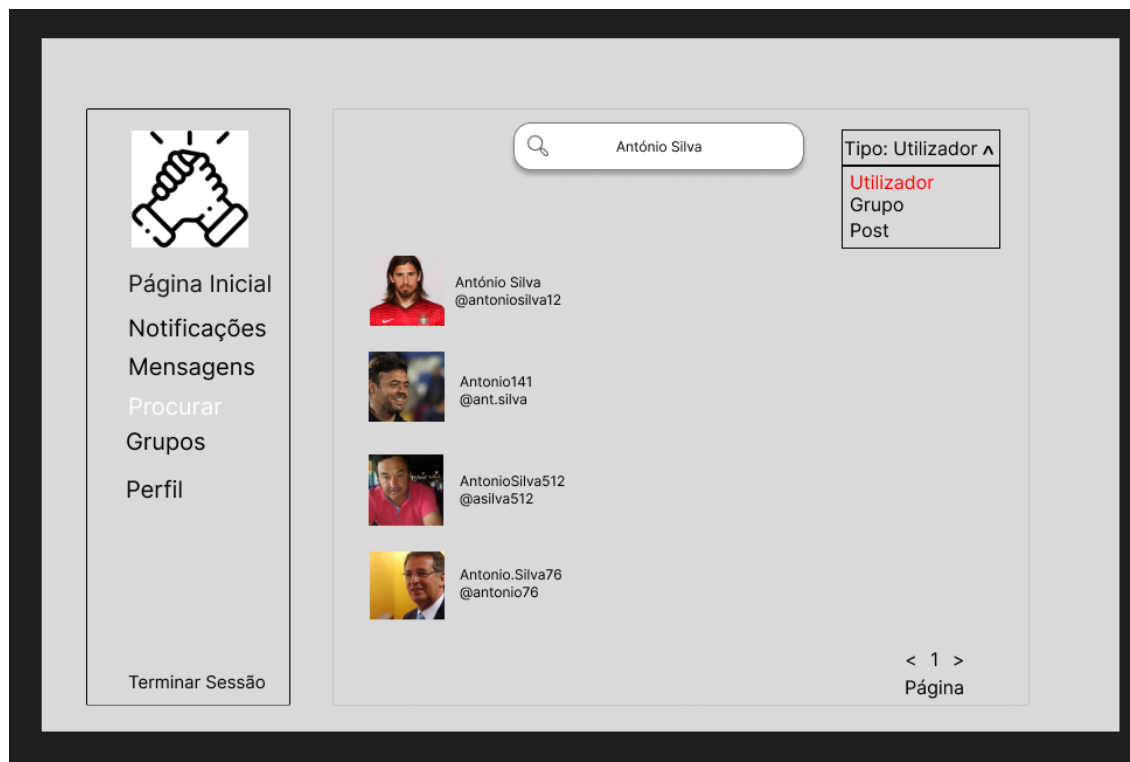 Página Inicial
Notificações
Mensagens
Procurar
Grupos
Perfil
Terminar Sessão
António Silva
Tipo: Utilizador ʌ
Utilizador
Grupo
Post
António Silva
@antoniosilva12
Antonio141
@ant.silva
AntonioSilva512
@asilva512
Antonio.Silva76
@antonio76
< 1 >
Página